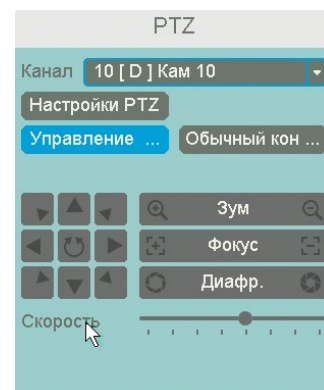 PTZ
Канал 10 [ D ] Кам 10
Настройки PTZ
Управление ... Обычный кон ...
Зум
Фокус
Диафр.
Скорость